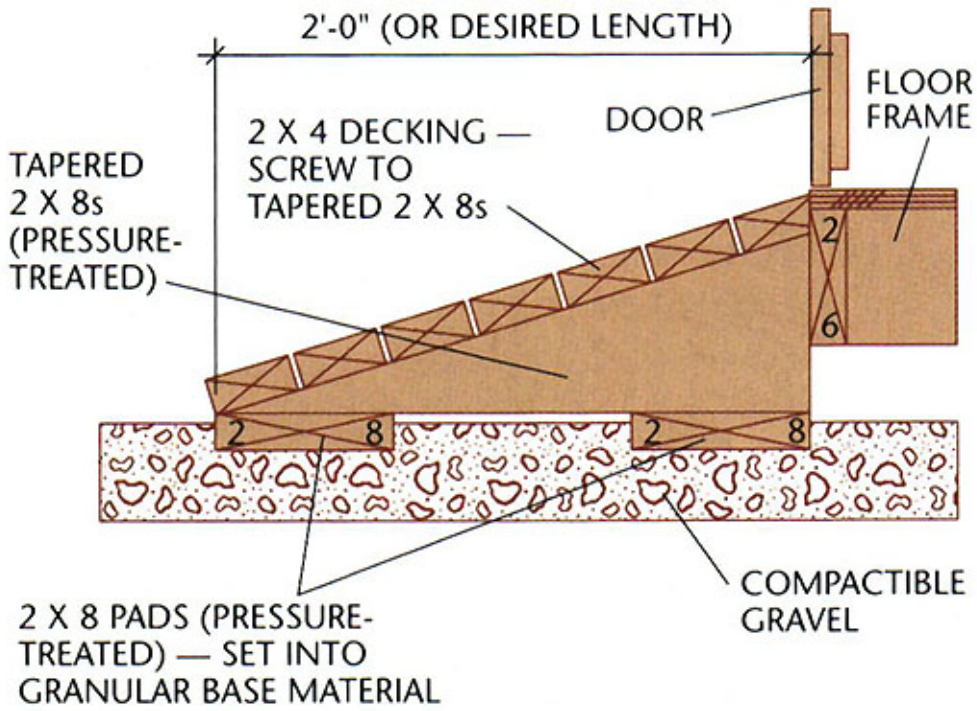 2'-0" (OR DESIRED LENGTH)
DOOR
FLOOR
FRAME
2 X 4 DECKING —
SCREW TO
TAPERED 2 X 8s
TAPERED
2 X 8s
(PRESSURE-
TREATED)
2
6
2 8
2 8
COMPACTIBLE
GRAVEL
2 X 8 PADS (PRESSURE-
TREATED) — SET INTO
GRANULAR BASE MATERIAL